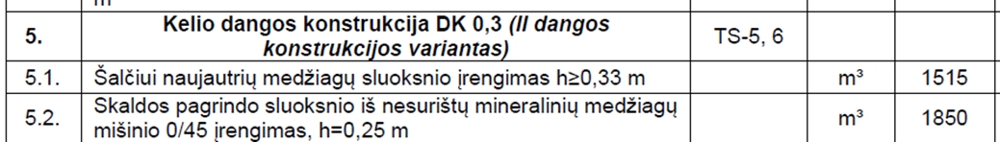 m
5. Kelio dangos konstrukcija DK 0,3 (II dangos konstrukcijos variantas) TS-5, 6
5.1. Šalčiui naujautrių medžiagų sluoksnio įrengimas h≥0,33 m m³ 1515
5.2. Skaldos pagrindo sluoksnio iš nesurištų mineralinių medžiagų mišinio 0/45 įrengimas, h=0,25 m m³ 1850